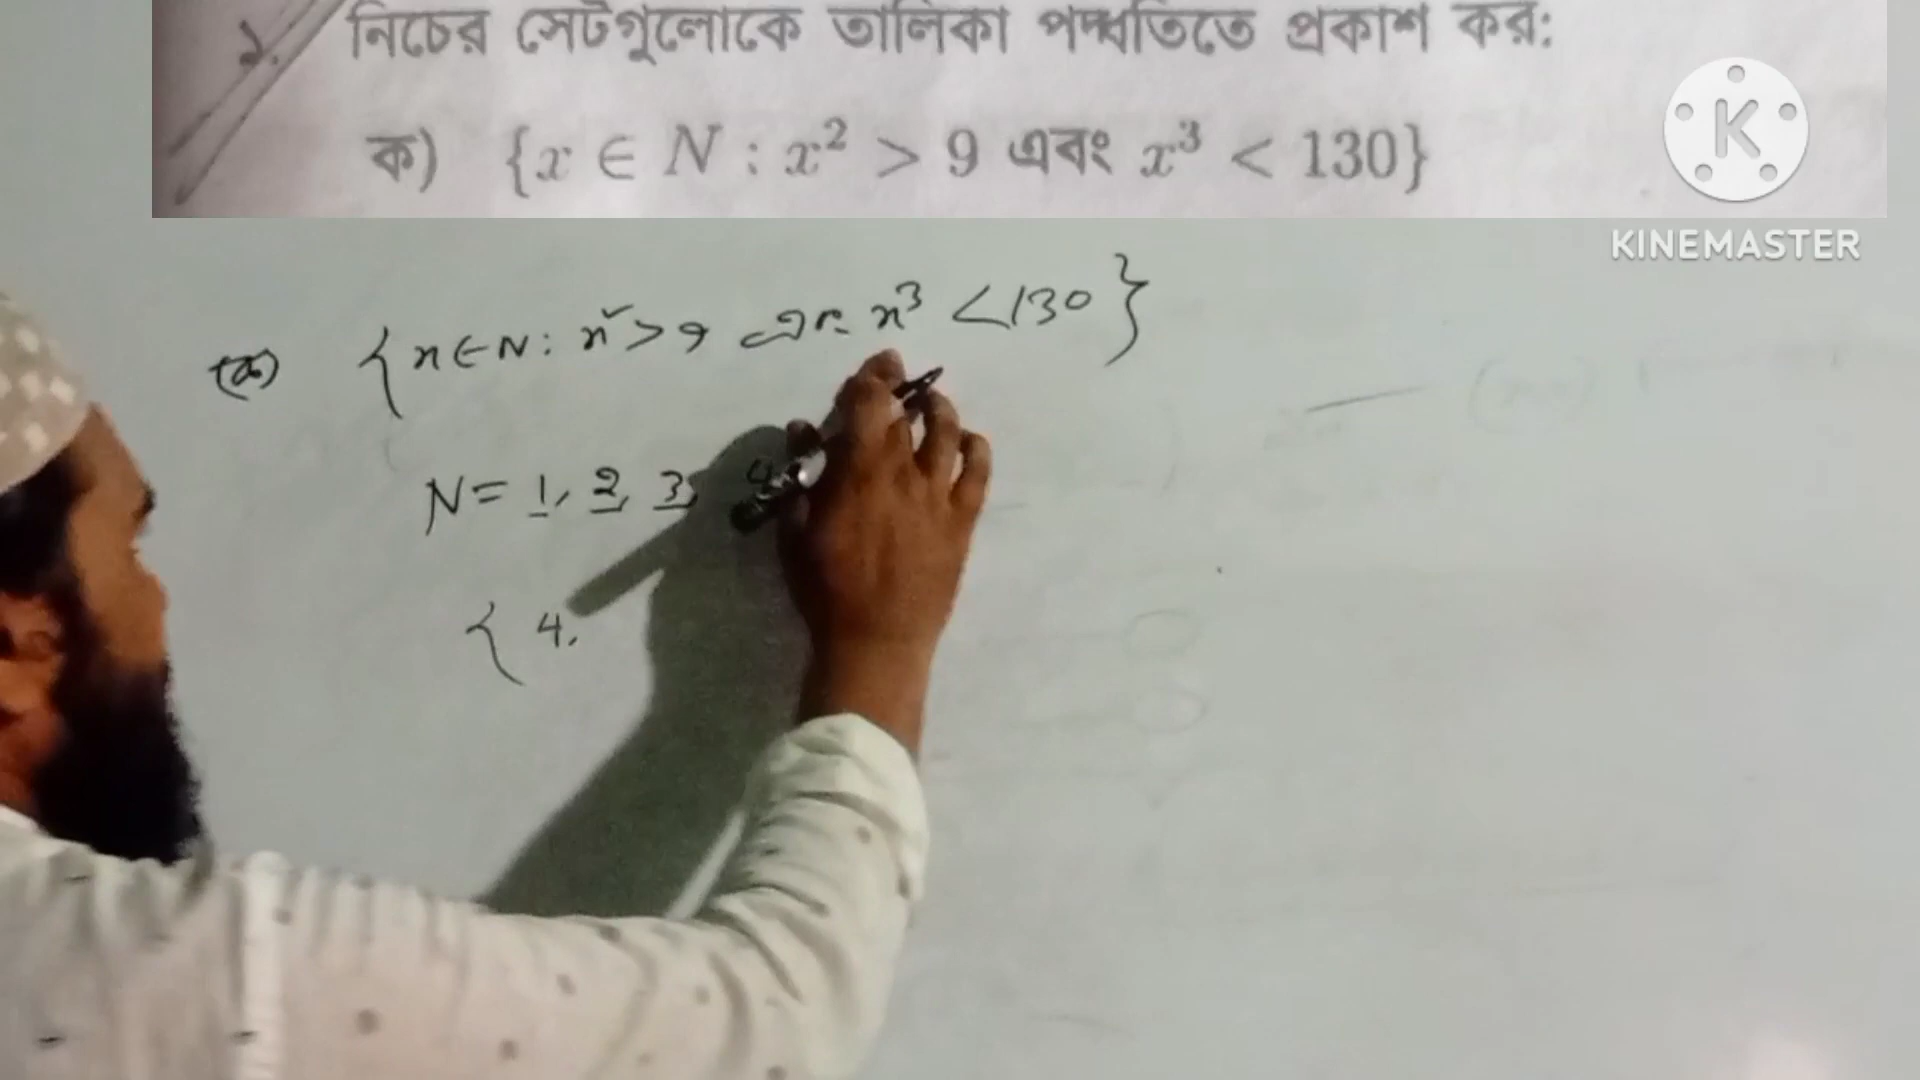 ১. নিচের সেটগুলোকে তালিকা পদ্ধতিতে প্রকাশ কর:
ক) {x ∈ N : x² > 9 এবং x³ < 130}
K
KINEMASTER
(ক) {x ∈ N : x² > 9 এবং x³ < 130}
N = 1, 2, 3, 4
{ 4,